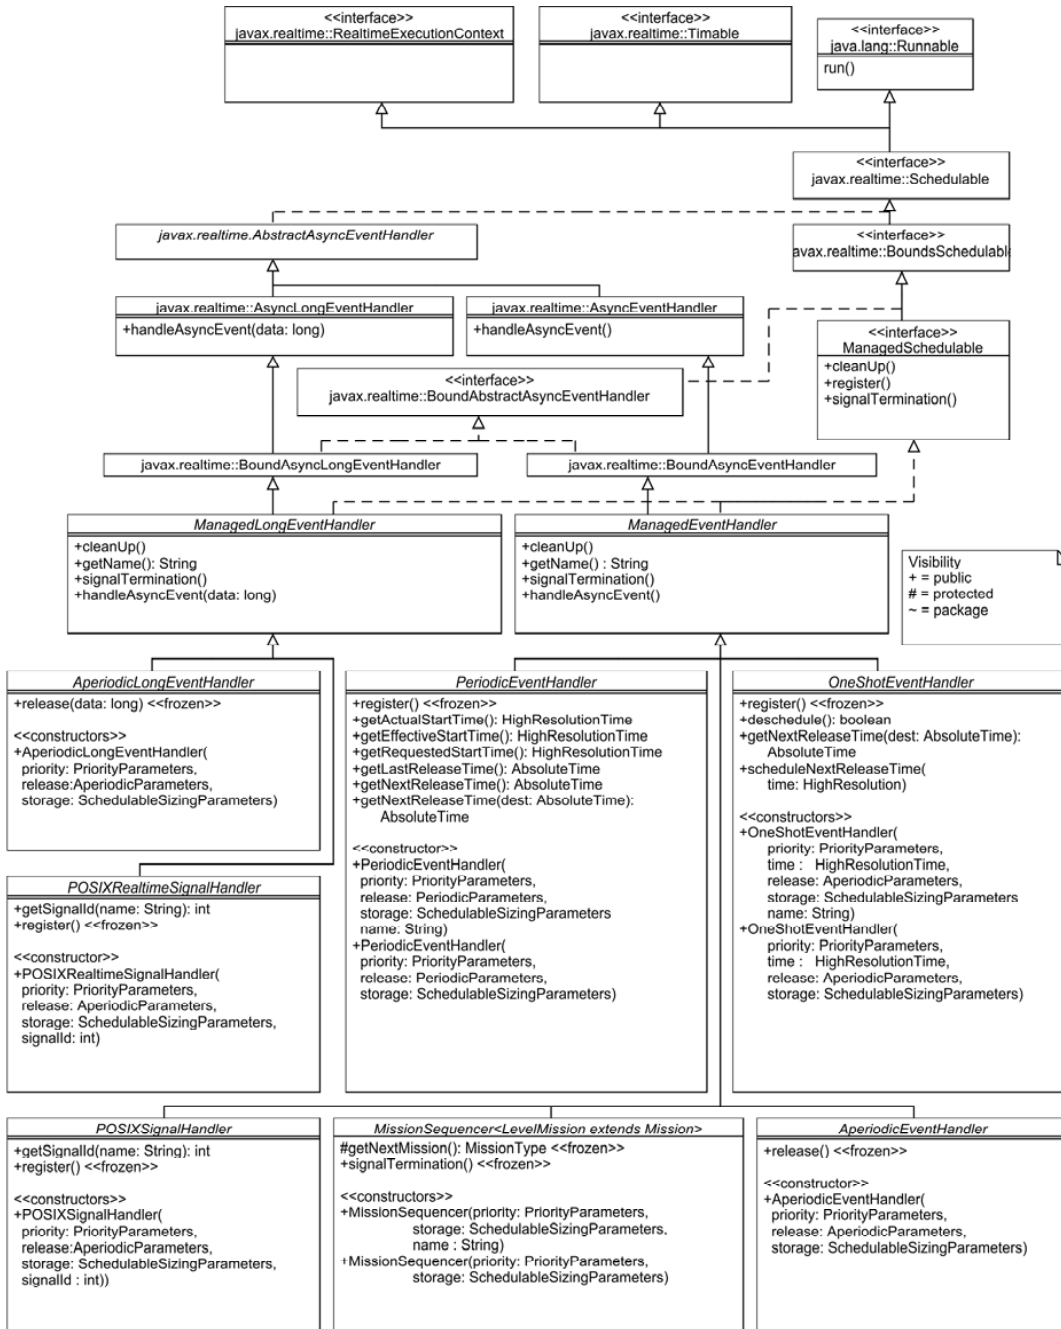 <<interface>>
javax.realtime::RealtimeExecutionContext
<<interface>>
javax.realtime::Timable
<<interface>>
java.lang::Runnable
run()
<<interface>>
javax.realtime::Schedulable
javax.realtime.AbstractAsyncEventHandler
<<interface>>
avax.realtime::BoundsSchedulabl
javax.realtime::AsyncLongEventHandler
+handleAsyncEvent(data: long)
javax.realtime::AsyncEventHandler
+handleAsyncEvent()
<<interface>>
ManagedSchedulable
+cleanUp()
+register()
+signalTermination()
<<interface>>
javax.realtime::BoundAbstractAsyncEventHandler
javax.realtime::BoundAsyncLongEventHandler
javax.realtime::BoundAsyncEventHandler
ManagedLongEventHandler
+cleanUp()
+getName(): String
+signalTermination()
+handleAsyncEvent(data: long)
ManagedEventHandler
+cleanUp()
+getName() : String
+signalTermination()
+handleAsyncEvent()
Visibility
+ = public
# = protected
~ = package
AperiodicLongEventHandler
+release(data: long) <<frozen>>
<<constructors>>
+AperiodicLongEventHandler(
priority: PriorityParameters,
release:AperiodicParameters,
storage: SchedulableSizingParameters)
PeriodicEventHandler
+register() <<frozen>>
+getActualStartTime(): HighResolutionTime
+getEffectiveStartTime(): HighResolutionTime
+getRequestedStartTime(): HighResolutionTime
+getLastReleaseTime(): AbsoluteTime
+getNextReleaseTime(): AbsoluteTime
+getNextReleaseTime(dest: AbsoluteTime):
AbsoluteTime
<<constructor>>
+PeriodicEventHandler(
priority: PriorityParameters,
release: PeriodicParameters,
storage: SchedulableSizingParameters
name: String)
+PeriodicEventHandler(
priority: PriorityParameters,
release: PeriodicParameters,
storage: SchedulableSizingParameters)
OneShotEventHandler
+register() <<frozen>>
+deschedule(): boolean
+getNextReleaseTime(dest: AbsoluteTime):
AbsoluteTime
+scheduleNextReleaseTime(
time: HighResolution)
<<constructors>>
+OneShotEventHandler(
priority: PriorityParameters,
time : HighResolutionTime,
release: AperiodicParameters,
storage: SchedulableSizingParameters
name: String)
+OneShotEventHandler(
priority: PriorityParameters,
time : HighResolutionTime,
release: AperiodicParameters,
storage: SchedulableSizingParameters)
POSIXRealtimeSignalHandler
+getSignalId(name: String): int
+register() <<frozen>>
<<constructor>>
+POSIXRealtimeSignalHandler(
priority: PriorityParameters,
release: AperiodicParameters,
storage: SchedulableSizingParameters,
signalId: int)
POSIXSignalHandler
+getSignalId(name: String): int
+register() <<frozen>>
<<constructors>>
+POSIXSignalHandler(
priority: PriorityParameters,
release:AperiodicParameters,
storage: SchedulableSizingParameters,
signalId : int))
MissionSequencer<LevelMission extends Mission>
#getNextMission(): MissionType <<frozen>>
+signalTermination() <<frozen>>
<<constructors>>
+MissionSequencer(priority: PriorityParameters,
storage: SchedulableSizingParameters,
name : String)
+MissionSequencer(priority: PriorityParameters,
storage: SchedulableSizingParameters)
AperiodicEventHandler
+release() <<frozen>>
<<constructor>>
+AperiodicEventHandler(
priority: PriorityParameters,
release: AperiodicParameters,
storage: SchedulableSizingParameters)